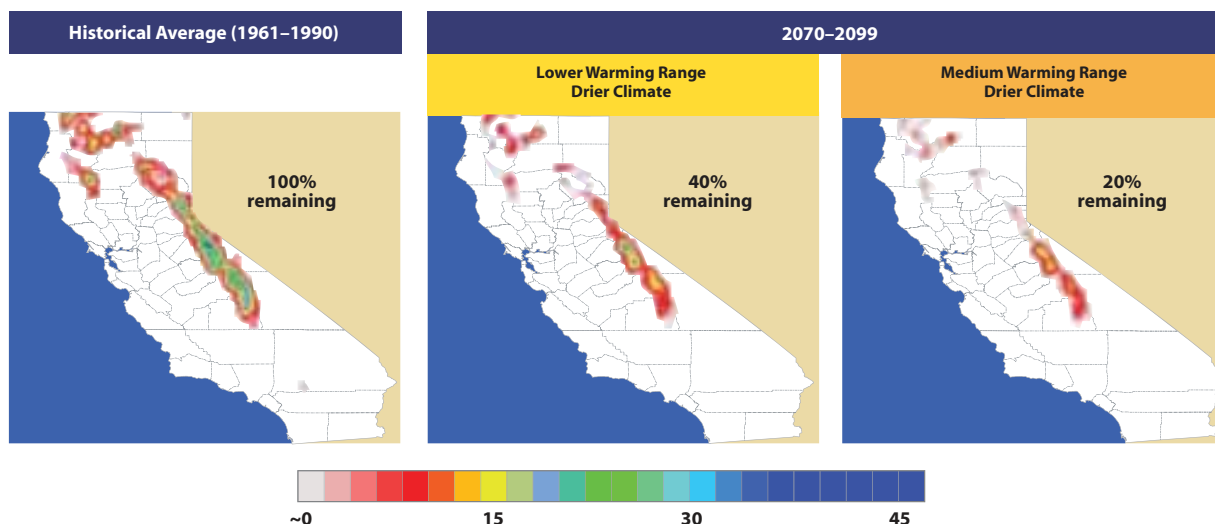 Historical Average (1961–1990)
2070–2099
Lower Warming Range
Drier Climate
Medium Warming Range
Drier Climate
100%
remaining
40%
remaining
20%
remaining
~0 15 30 45